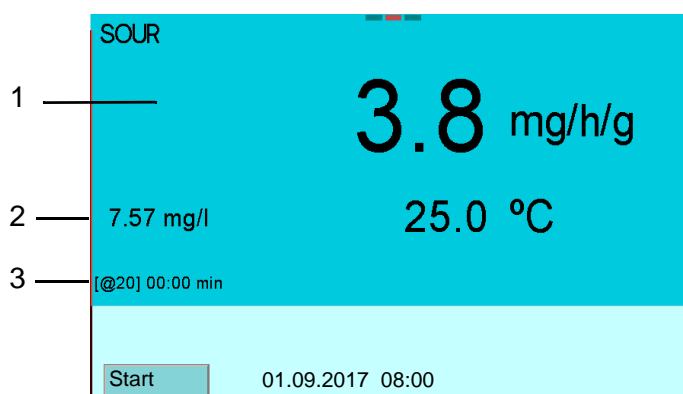 SOUR
1
3.8 mg/h/g
2
7.57 mg/l
25.0 ºC
3
[@20] 00:00 min
Start
01.09.2017 08:00